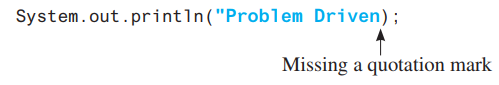 System.out.println("Problem Driven);
Missing a quotation mark